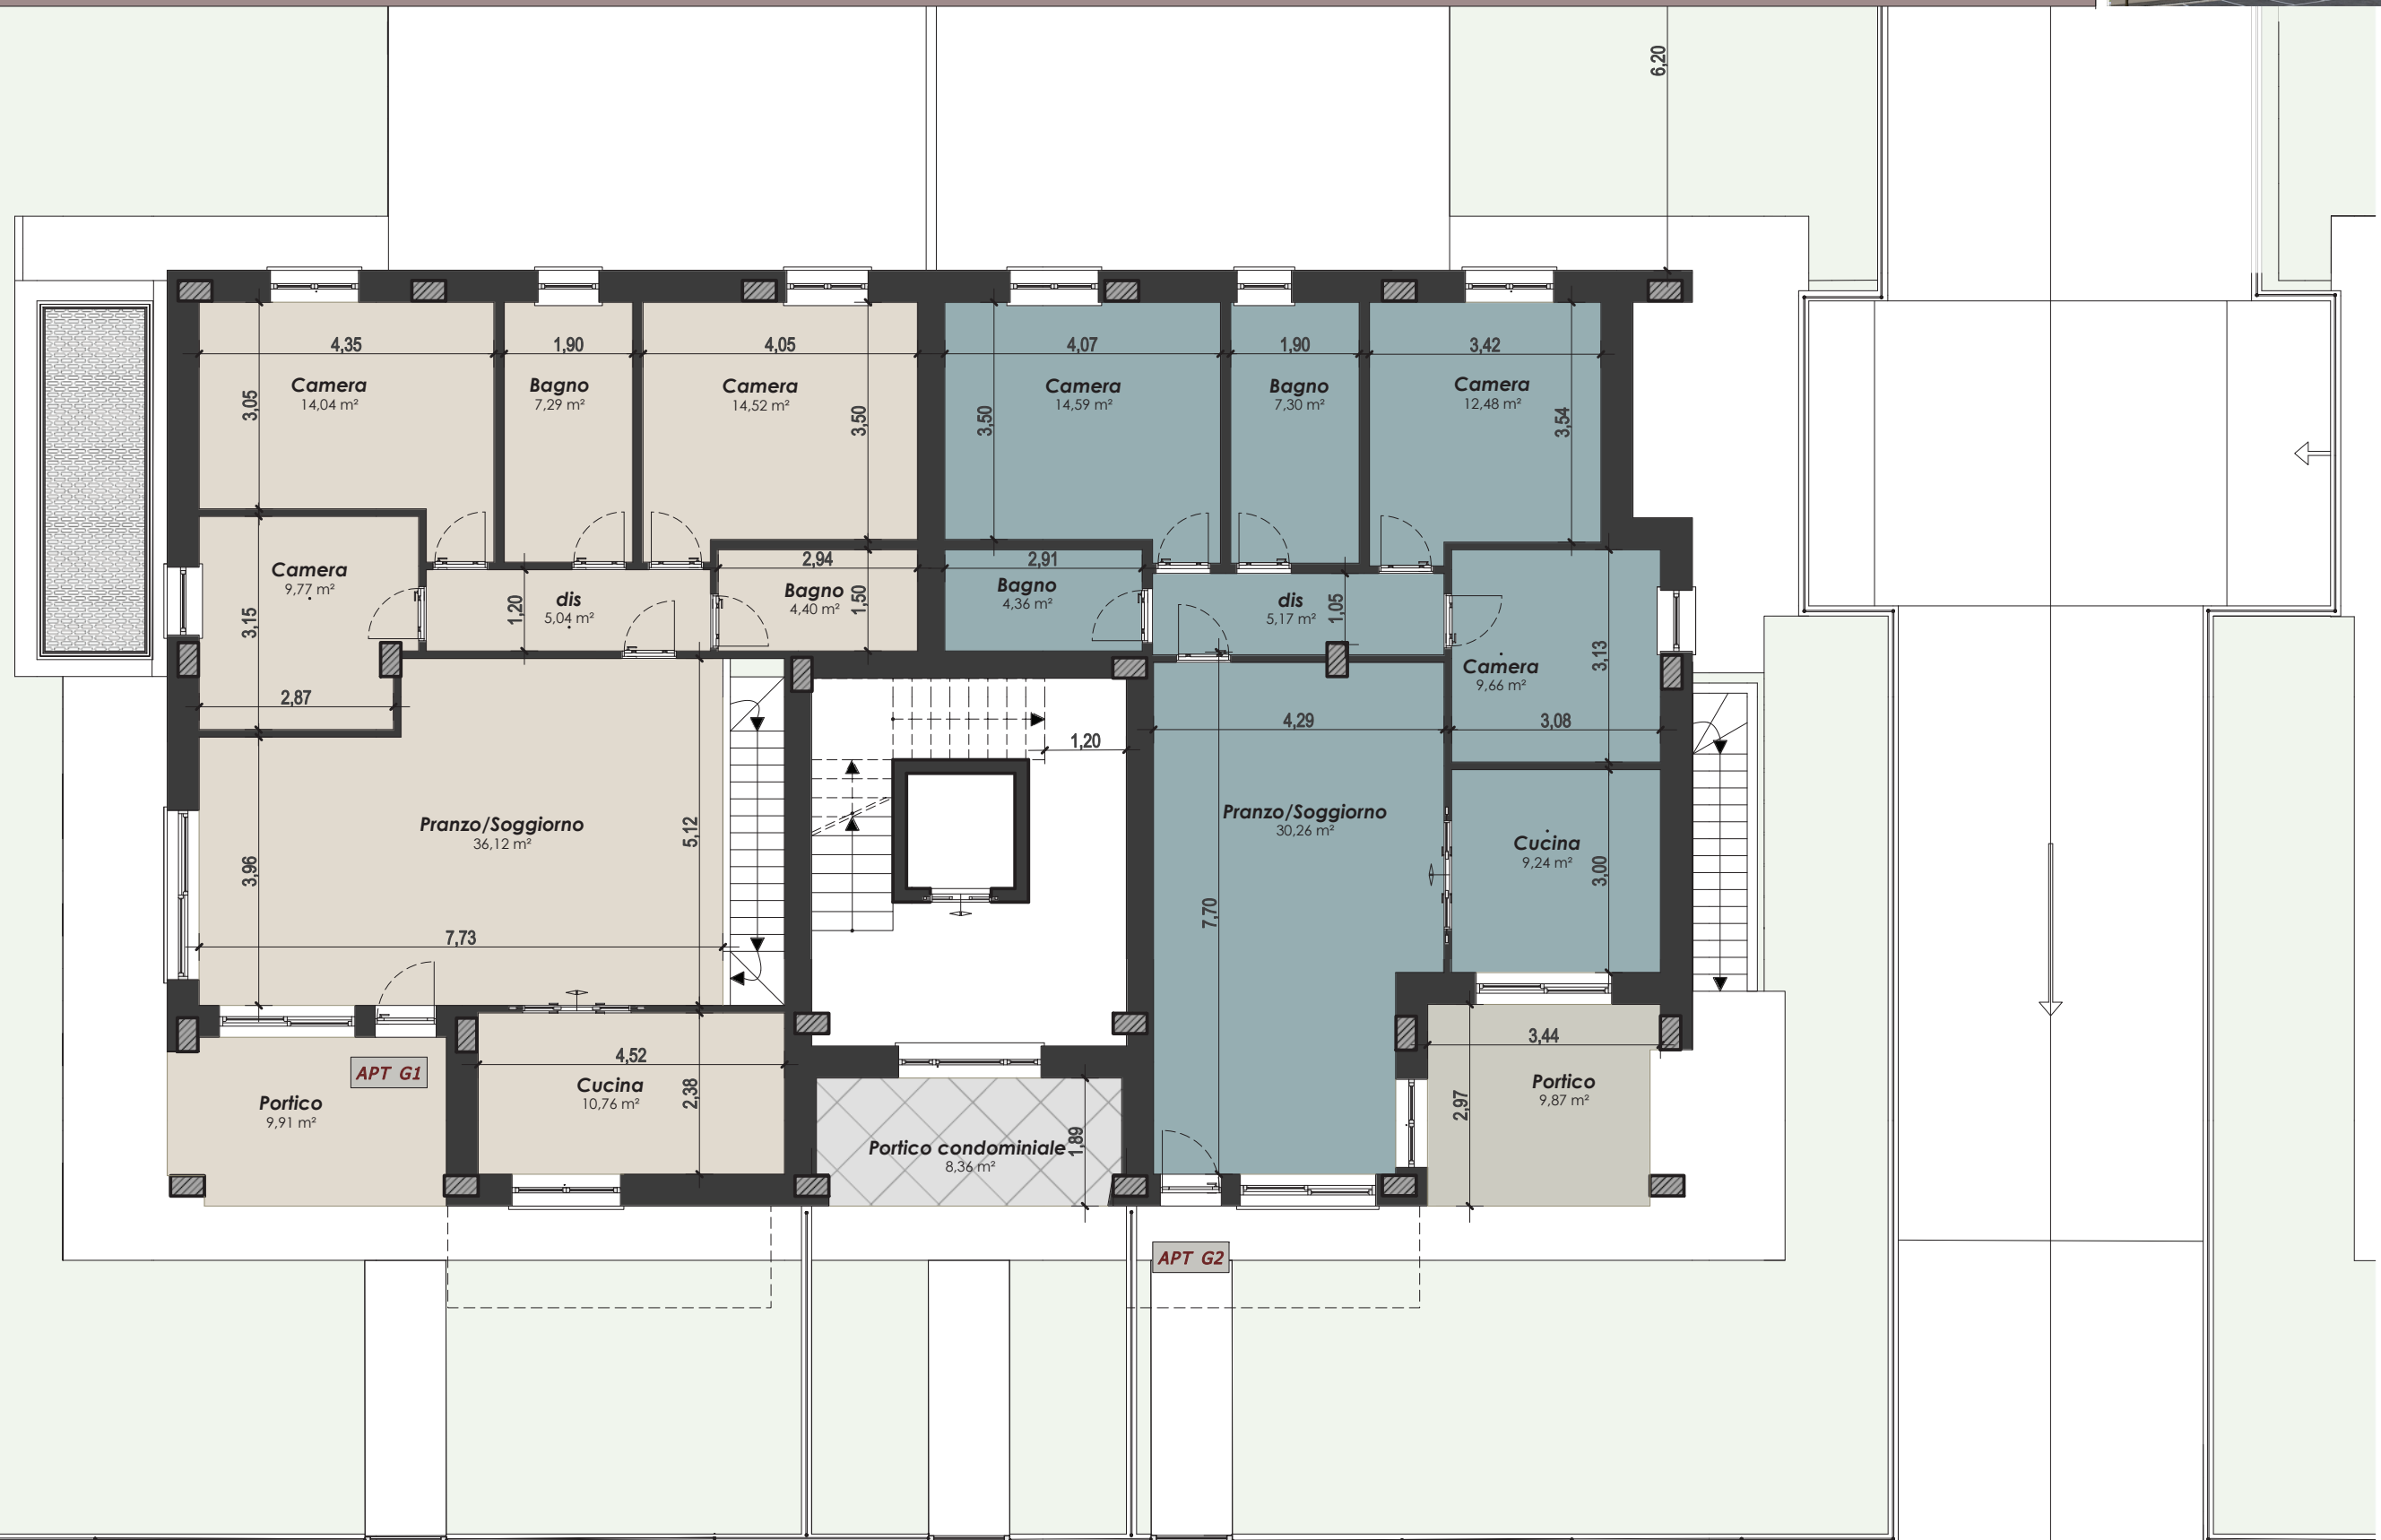 6,20
4,35
1,90
4,05
4,07
1,90
3,42
Camera
14,04 m²
Bagno
7,29 m²
Camera
14,52 m²
Camera
14,59 m²
Bagno
7,30 m²
Camera
12,48 m²
3,05
3,50
3,50
3,54
Camera
9,77 m²
3,15
2,87
dis
5,04 m²
1,20
2,94
Bagno
4,40 m²
1,50
2,91
Bagno
4,36 m²
dis
5,17 m²
1,05
Camera
9,66 m²
3,13
3,08
4,29
1,20
Pranzo/Soggiorno
36,12 m²
5,12
3,96
7,73
Pranzo/Soggiorno
30,26 m²
7,70
Cucina
9,24 m²
3,00
APT G1
Portico
9,91 m²
4,52
Cucina
10,76 m²
2,38
Portico condominiale
8,36 m²
1,89
3,44
Portico
9,87 m²
2,97
APT G2